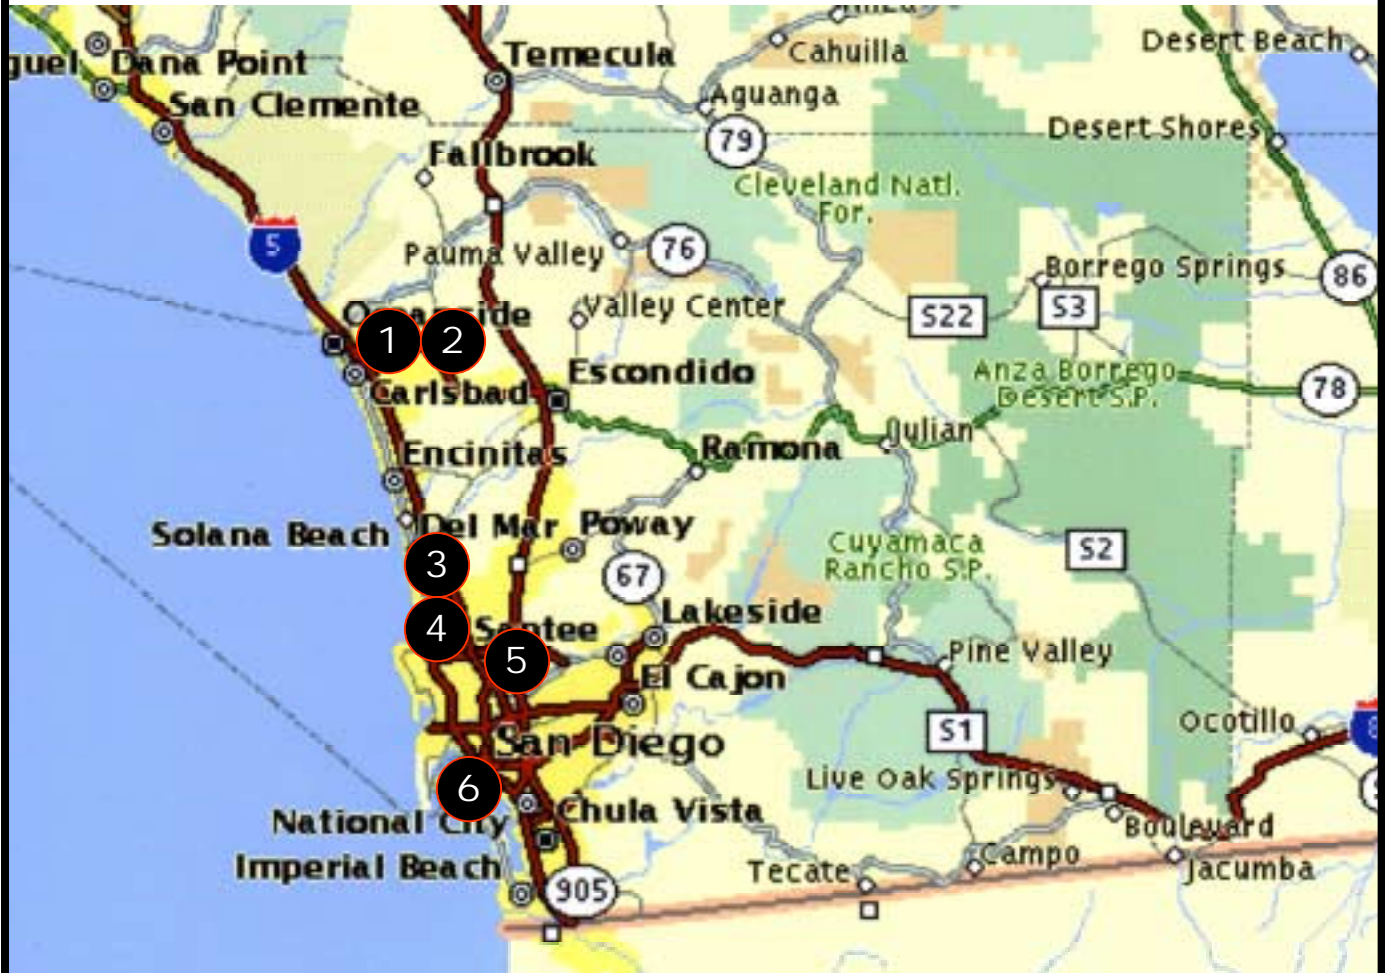 guel
Dana Point
San Clemente
Temecula
Cahuilla
Desert Beach
Aguanga
Desert Shores
79
Fallbrook
Cleveland Natl.
For.
5
Pauma Valley
76
Borrego Springs
86
Valley Center
S22
S3
1
2
Escondido
Anza Borrego
Desert S.P.
78
Carlsbad
Encinitas
Ramona
Julian
Solana Beach
Del Mar
Poway
S2
Cuyamaca
Rancho S.P.
3
67
4
Santee
Lakeside
5
El Cajon
Pine Valley
San Diego
S1
Ocotillo
8
6
Live Oak Springs
National City
Chula Vista
Boulevard
Imperial Beach
905
Tecate
Campo
Jacumba